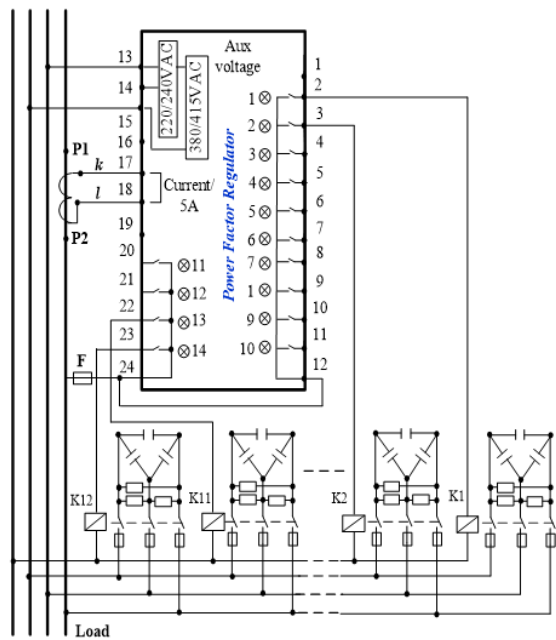 Aux
voltage
220/240VAC
380/415VAC
Power Factor Regulator
Current/
5A
13
14
15
16
17
18
19
20
21
22
23
24
1
2
3
4
5
6
7
8
9
10
11
12
1
2
3
4
5
6
7
1
9
10
11
12
13
14
P1
k
l
P2
F
K12
K11
K2
K1
Load